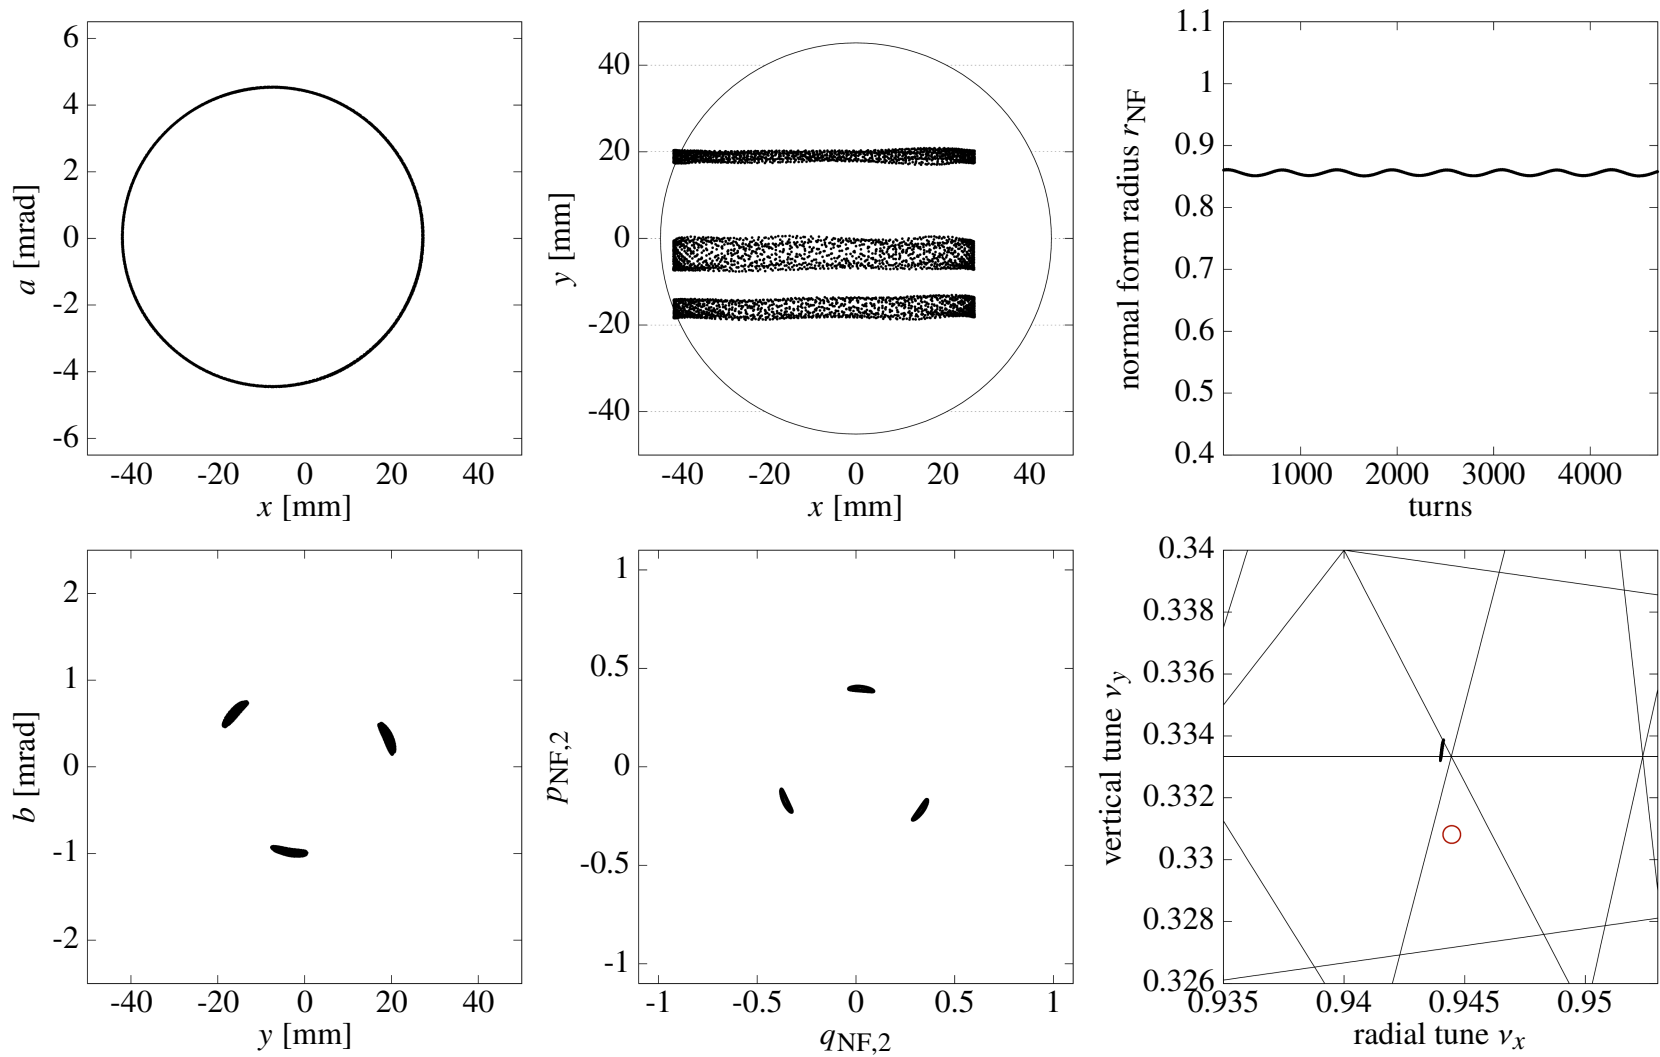 6
4
2
0
-2
-4
-6
a [mrad]
-40 -20 0 20 40
x [mm]
40
20
0
-20
-40
y [mm]
-40 -20 0 20 40
x [mm]
1.1
1
0.9
0.8
0.7
0.6
0.5
0.4
normal form radius rNF
1000 2000 3000 4000
turns
2
1
0
-1
-2
b [mrad]
-40 -20 0 20 40
y [mm]
1
0.5
0
-0.5
-1
pNF,2
-1 -0.5 0 0.5 1
qNF,2
0.34
0.338
0.336
0.334
0.332
0.33
0.328
0.326
vertical tune νy
0.935 0.94 0.945 0.95
radial tune νx